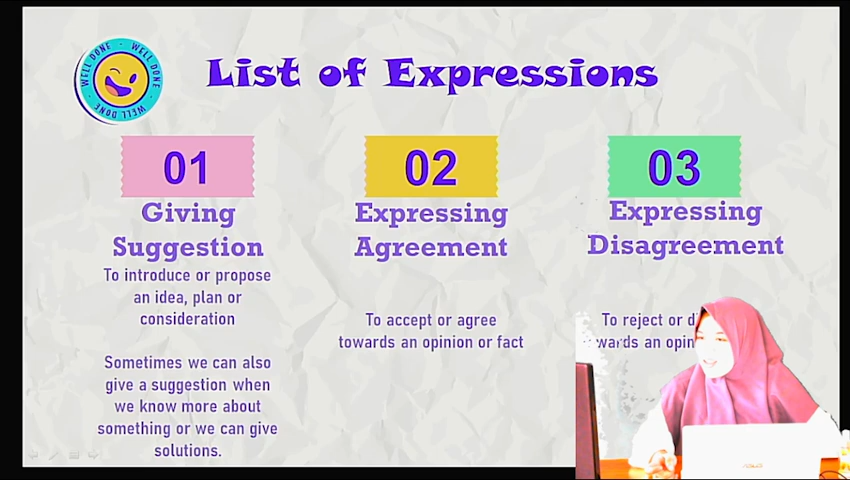 WELL DONE - WELL DONE - WELL DONE -
List of Expressions
01
Giving
Suggestion
To introduce or propose
an idea, plan or
consideration
Sometimes we can also
give a suggestion when
we know more about
something or we can give
solutions.
02
Expressing
Agreement
To accept or agree
towards an opinion or fact
03
Expressing
Disagreement
To reject or
an